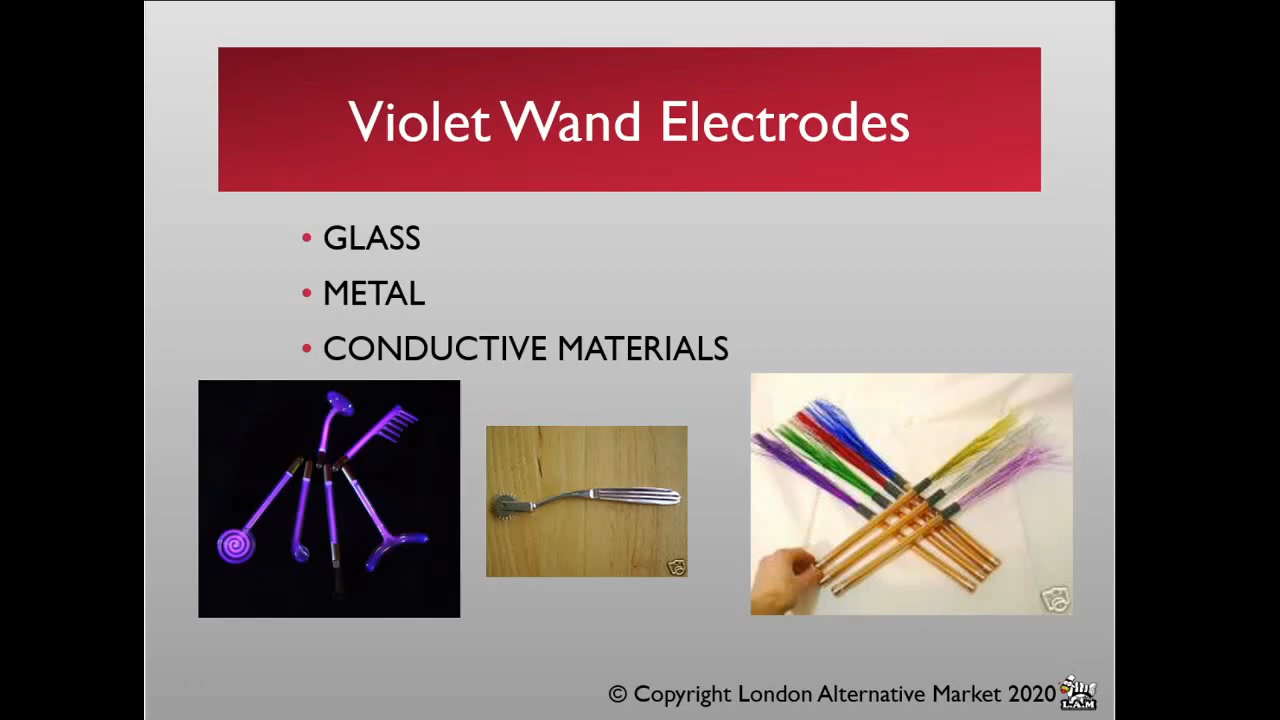 Violet Wand Electrodes
• GLASS
• METAL
• CONDUCTIVE MATERIALS
© Copyright London Alternative Market 2020
L.A.M